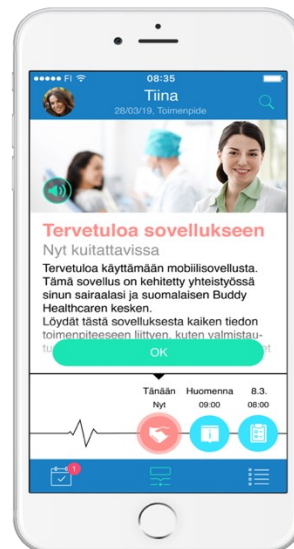 FI
08:35
Tiina
28/03/19, Toimenpide
Tervetuloa sovellukseen
Nyt kuitattavissa
Tervetuloa käyttämään mobiilisovellusta.
Tämä sovellus on kehitetty yhteistyössä
sinun sairaalasi ja suomalaisen Buddy
Healthcaren kesken.
Löydät tästä sovelluksesta kaiken tiedon
toimenpiteeseen liittyen, kuten valmistau-
OK
Tänään Huomenna 8.3.
Nyt 09:00 08:00
1